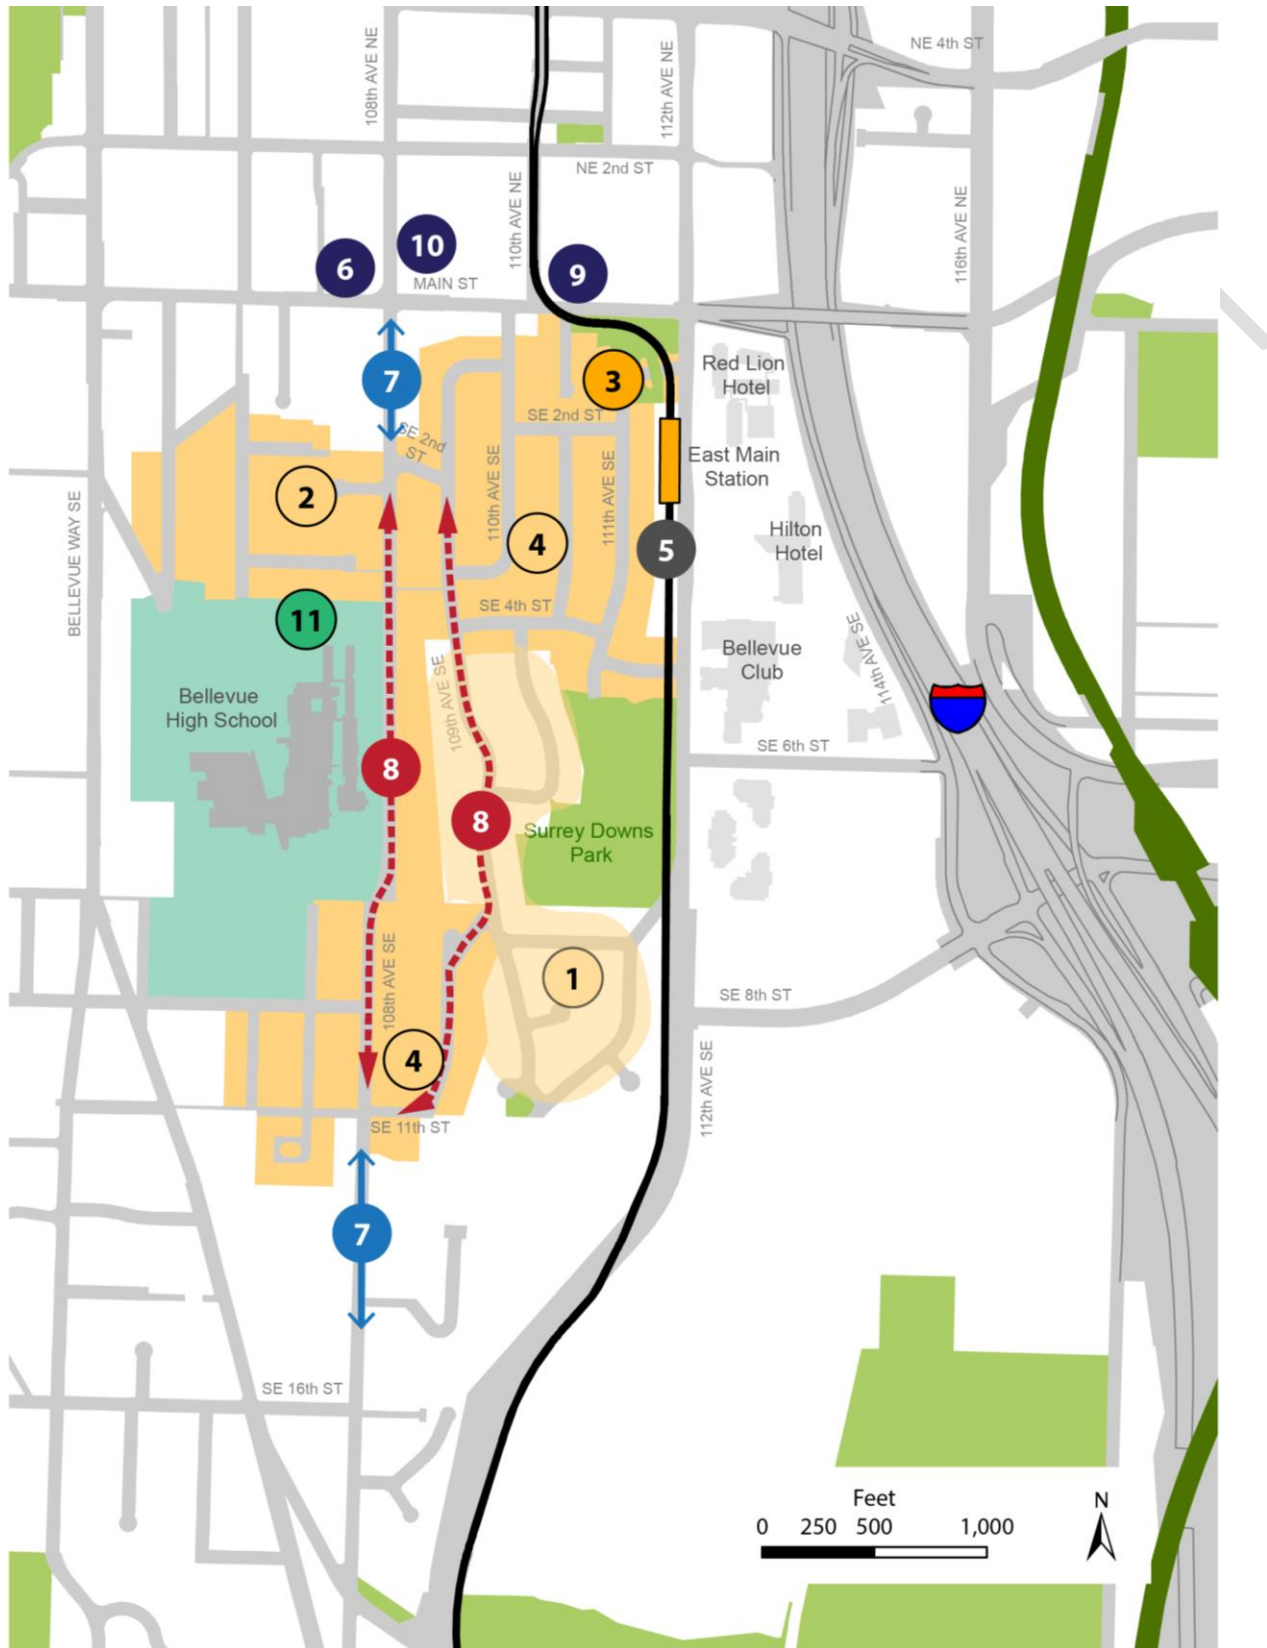 NE 4th ST
108th AVE NE
112th AVE NE
NE 2nd ST
110th AVE NE
116th AVE NE
10
6
9
MAIN ST
Red Lion
Hotel
7
3
SE 2nd ST
SE 2nd
ST
East Main
Station
110th AVE SE
111th AVE SE
2
BELLEVUE WAY SE
4
5
Hilton
Hotel
SE 4th ST
11
114th AVE SE
Bellevue
Club
Bellevue
High School
109th AVE SE
SE 6th ST
8
8
Surrey Downs
Park
108th AVE SE
1
SE 8th ST
4
112th AVE SE
SE 11th ST
7
SE 16th ST
Feet
0 250 500 1,000
N